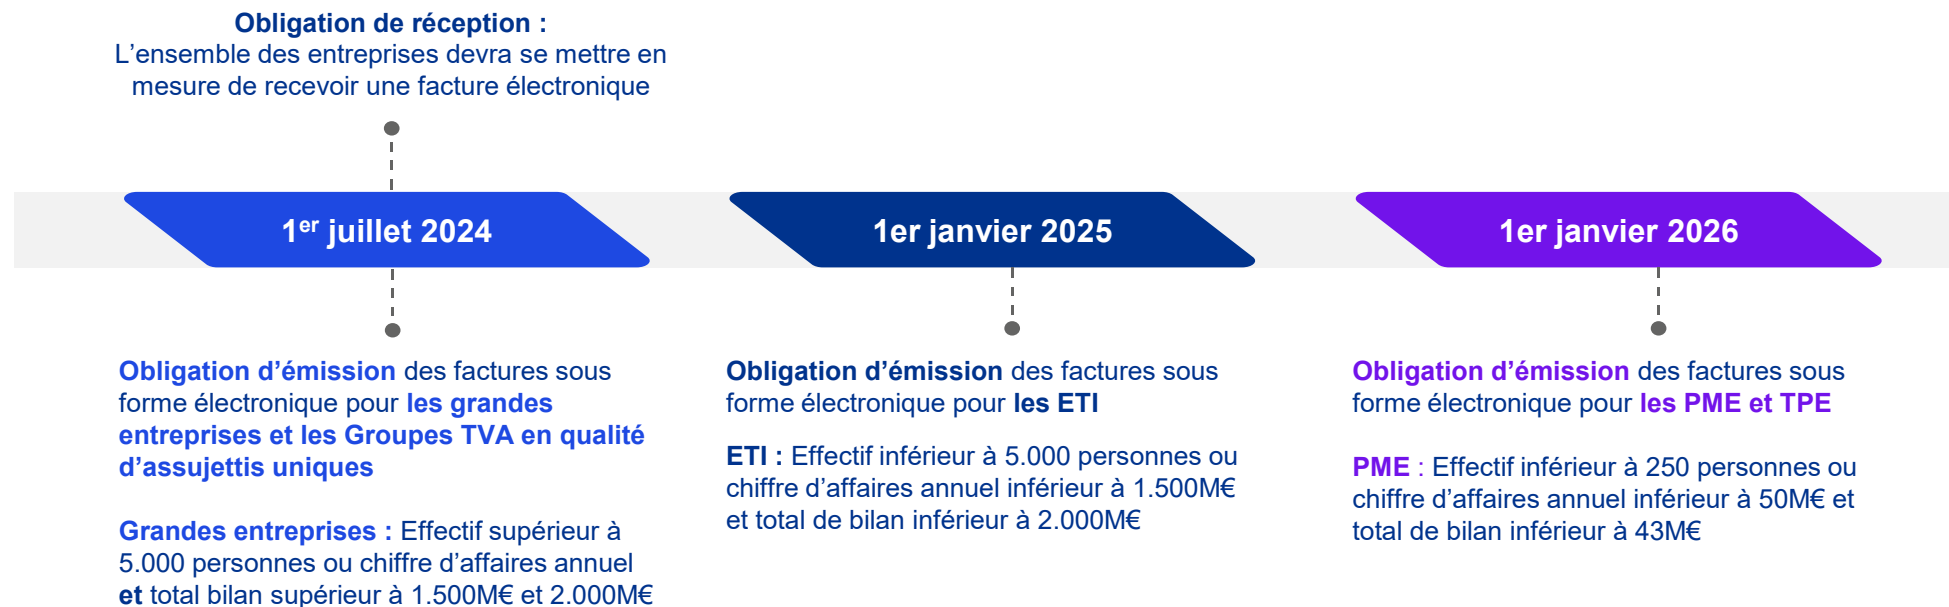 Obligation de réception :
L’ensemble des entreprises devra se mettre en
mesure de recevoir une facture électronique
1er juillet 2024
1er janvier 2025
1er janvier 2026
Obligation d’émission des factures sous
forme électronique pour les grandes
entreprises et les Groupes TVA en qualité
d’assujettis uniques
Grandes entreprises : Effectif supérieur à
5.000 personnes ou chiffre d’affaires annuel
et total bilan supérieur à 1.500M€ et 2.000M€
Obligation d’émission des factures sous
forme électronique pour les ETI
ETI : Effectif inférieur à 5.000 personnes ou
chiffre d’affaires annuel inférieur à 1.500M€
et total de bilan inférieur à 2.000M€
Obligation d’émission des factures sous
forme électronique pour les PME et TPE
PME : Effectif inférieur à 250 personnes ou
chiffre d’affaires annuel inférieur à 50M€ et
total de bilan inférieur à 43M€